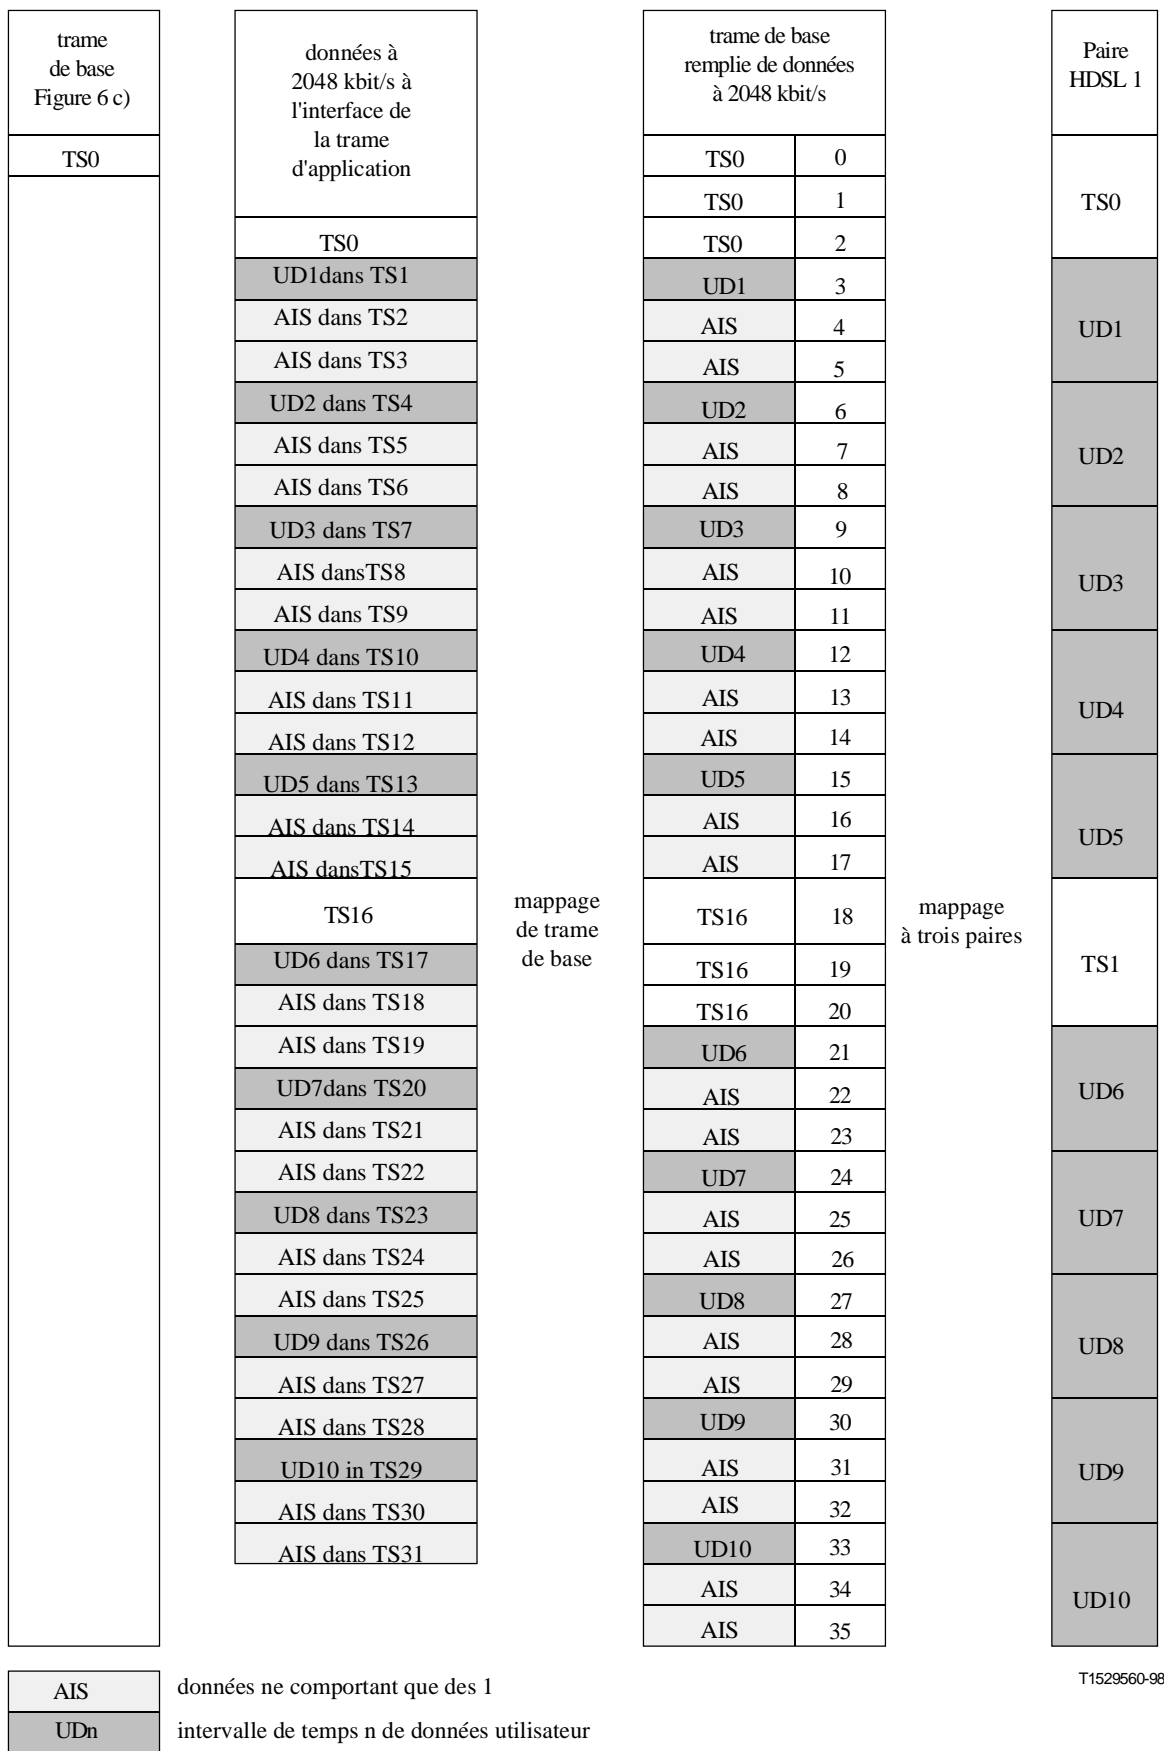 trame
de base
Figure 6 c)
TS0
données à
2048 kbit/s à
l'interface de
la trame
d'application
TS0
UD1dans TS1
AIS dans TS2
AIS dans TS3
UD2 dans TS4
AIS dans TS5
AIS dans TS6
UD3 dans TS7
AIS dansTS8
AIS dans TS9
UD4 dans TS10
AIS dans TS11
AIS dans TS12
UD5 dans TS13
AIS dans TS14
AIS dansTS15
TS16
UD6 dans TS17
AIS dans TS18
AIS dans TS19
UD7dans TS20
AIS dans TS21
AIS dans TS22
UD8 dans TS23
AIS dans TS24
AIS dans TS25
UD9 dans TS26
AIS dans TS27
AIS dans TS28
UD10 in TS29
AIS dans TS30
AIS dans TS31
mappage
de trame
de base
trame de base
remplie de données
à 2048 kbit/s
TS0 0
TS0 1
TS0 2
UD1 3
AIS 4
AIS 5
UD2 6
AIS 7
AIS 8
UD3 9
AIS 10
AIS 11
UD4 12
AIS 13
AIS 14
UD5 15
AIS 16
AIS 17
TS16 18
TS16 19
TS16 20
UD6 21
AIS 22
AIS 23
UD7 24
AIS 25
AIS 26
UD8 27
AIS 28
AIS 29
UD9 30
AIS 31
AIS 32
UD10 33
AIS 34
AIS 35
mappage
à trois paires
Paire
HDSL 1
TS0
UD1
UD2
UD3
UD4
UD5
TS1
UD6
UD7
UD8
UD9
UD10
T1529560-98
AIS données ne comportant que des 1
UDn intervalle de temps n de données utilisateur